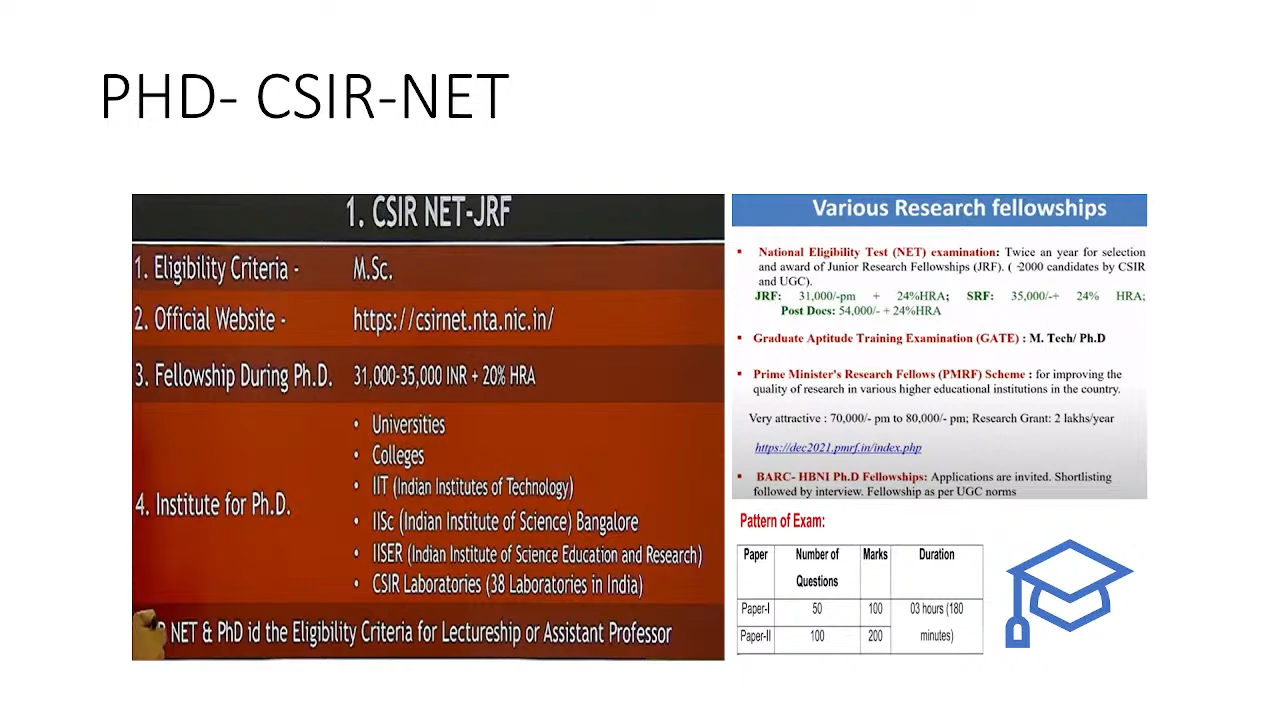 PHD- CSIR-NET
1. CSIR NET-JRF
1. Eligibility Criteria - M.Sc.
2. Official Website - https://csirnet.nta.nic.in/
3. Fellowship During Ph.D. 31,000-35,000 INR + 20% HRA
4. Institute for Ph.D.
• Universities
• Colleges
• IIT (Indian Institutes of Technology)
• IISc (Indian Institute of Science) Bangalore
• IISER (Indian Institute of Science Education and Research)
• CSIR Laboratories (38 Laboratories in India)
NET & PhD id the Eligibility Criteria for Lectureship or Assistant Professor
Various Research fellowships
▪ National Eligibility Test (NET) examination: Twice an year for selection
and award of Junior Research Fellowships (JRF). ( ~2000 candidates by CSIR
and UGC).
JRF: 31,000/-pm + 24%HRA; SRF: 35,000/-+ 24% HRA;
Post Docs: 54,000/- + 24%HRA
▪ Graduate Aptitude Training Examination (GATE) : M. Tech/ Ph.D
▪ Prime Minister's Research Fellows (PMRF) Scheme : for improving the
quality of research in various higher educational institutions in the country.
Very attractive : 70,000/- pm to 80,000/- pm; Research Grant: 2 lakhs/year
https://dec2021.pmrf.in/index.php
▪ BARC- HBNI Ph.D Fellowships: Applications are invited. Shortlisting
followed by interview. Fellowship as per UGC norms
Pattern of Exam:
Paper Number of Questions Marks Duration
Paper-I 50 100 03 hours (180
Paper-II 100 200 minutes)